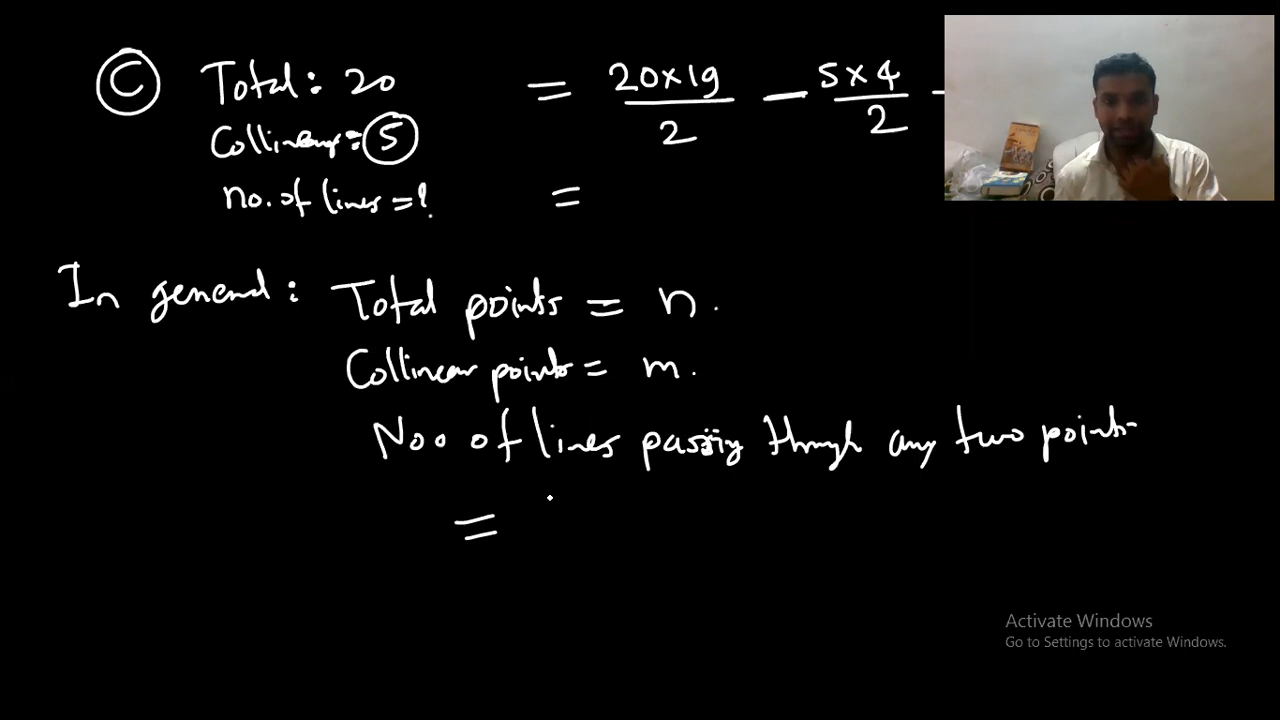 C Total: 20 = 20×19/2 − 5×4/2 -
Collinear: 5
no. of lines = ? =
In general: Total points = n.
Collinear points = m.
No. of lines passing through any two points.
=
Activate Windows
Go to Settings to activate Windows.